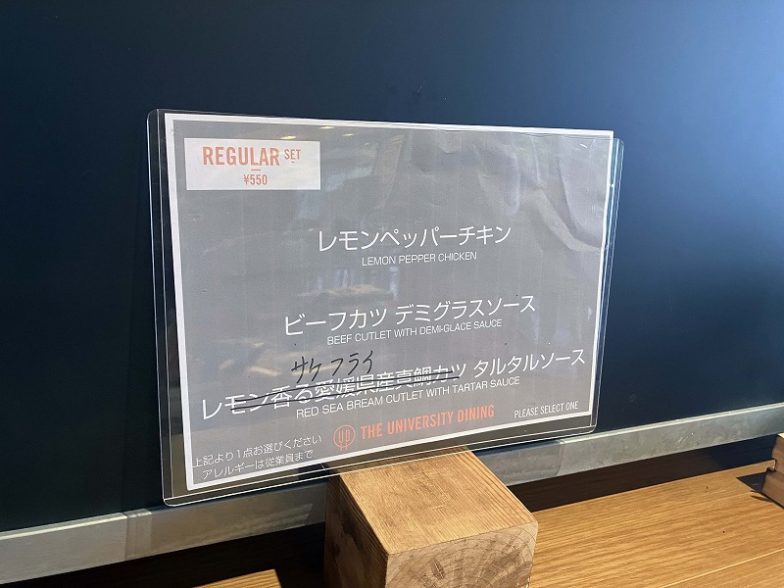 REGULAR SET
¥550
レモンペッパーチキン
LEMON PEPPER CHICKEN
ビーフカツ デミグラスソース
BEEF CUTLET WITH DEMI-GLACE SAUCE
サケフライ
レモン香る愛媛県産真鯛カツ タルタルソース
RED SEA BREAM CUTLET WITH TARTAR SAUCE
上記より1点お選びください
アレルギーは従業員まで
UD THE UNIVERSITY DINING
PLEASE SELECT ONE